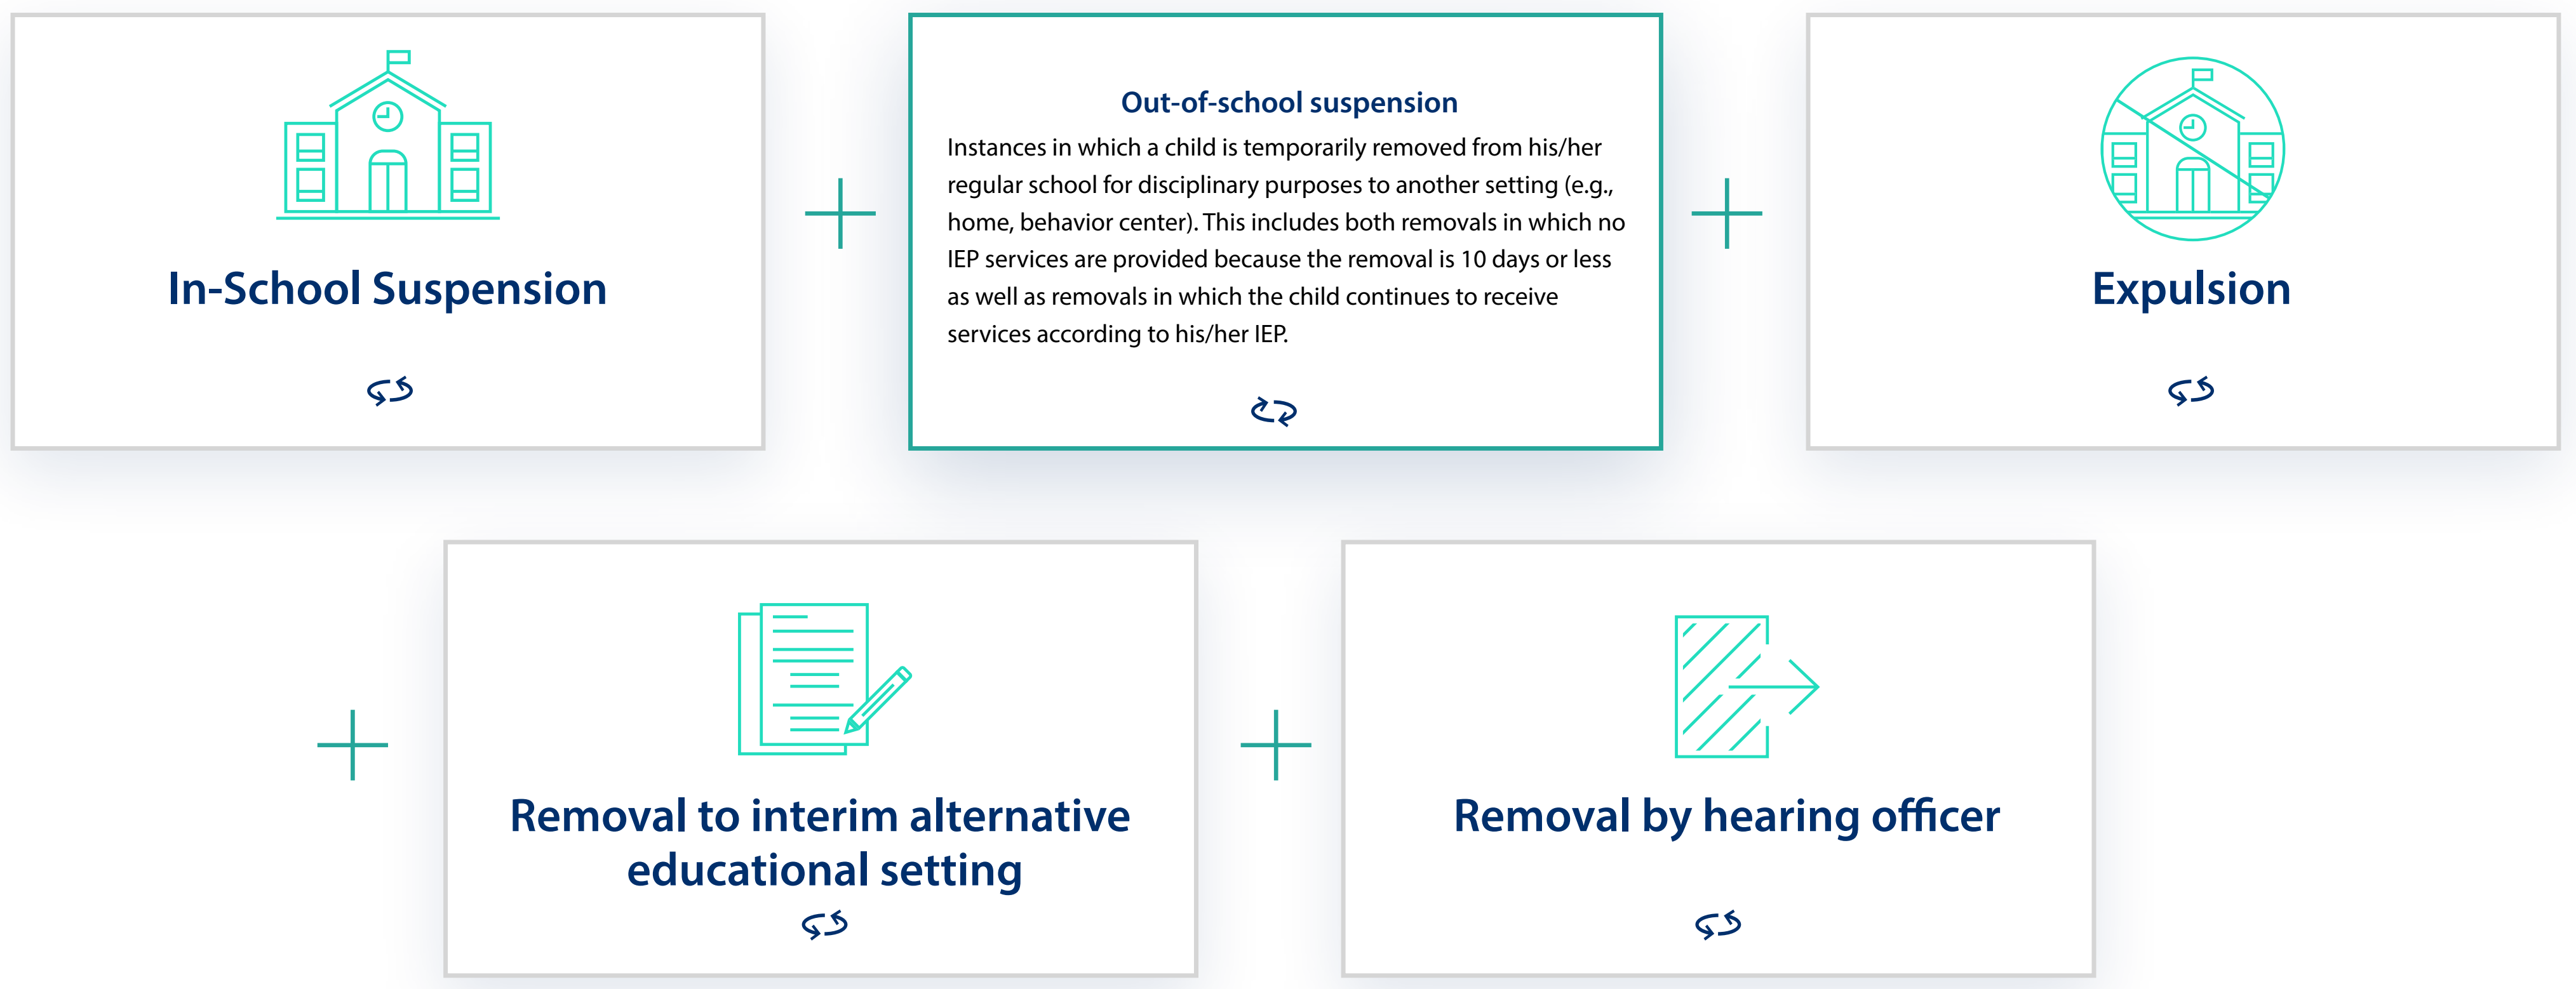 In-School Suspension
Out-of-school suspension
Instances in which a child is temporarily removed from his/her
regular school for disciplinary purposes to another setting (e.g.,
home, behavior center). This includes both removals in which no
IEP services are provided because the removal is 10 days or less
as well as removals in which the child continues to receive
services according to his/her IEP.
Expulsion
Removal to interim alternative
educational setting
Removal by hearing officer